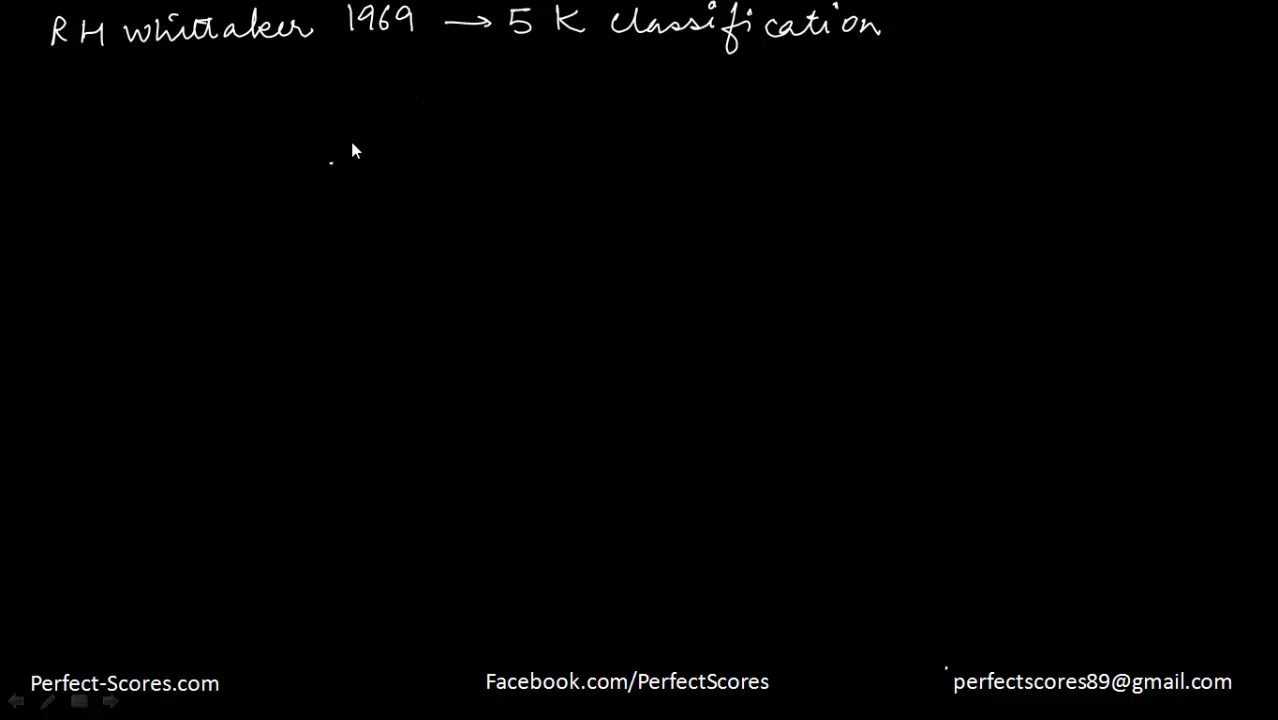 R H Whittaker 1969 → 5 K classification
Perfect-Scores.com
Facebook.com/PerfectScores
perfectscores89@gmail.com